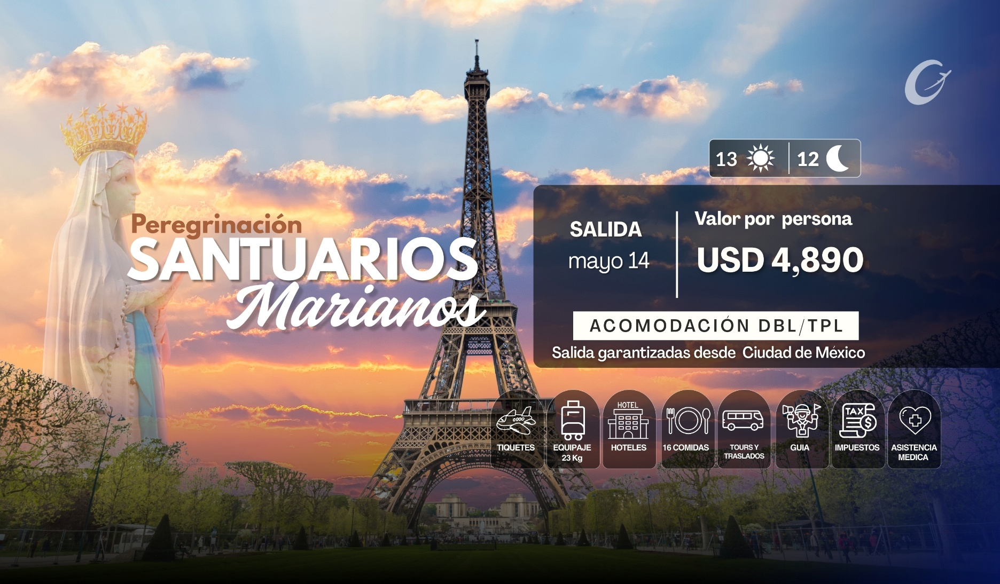 13
12
Peregrinación
SANTUARIOS
Marianos
SALIDA
mayo 14
Valor por persona
USD 4,890
ACOMODACIÓN DBL/TPL
Salida garantizadas desde Ciudad de México
TIQUETES
EQUIPAJE
23 Kg
HOTEL
HOTELES
16 COMIDAS
TOURS Y
TRASLADOS
GUIA
TAX
$
IMPUESTOS
ASISTENCIA
MEDICA